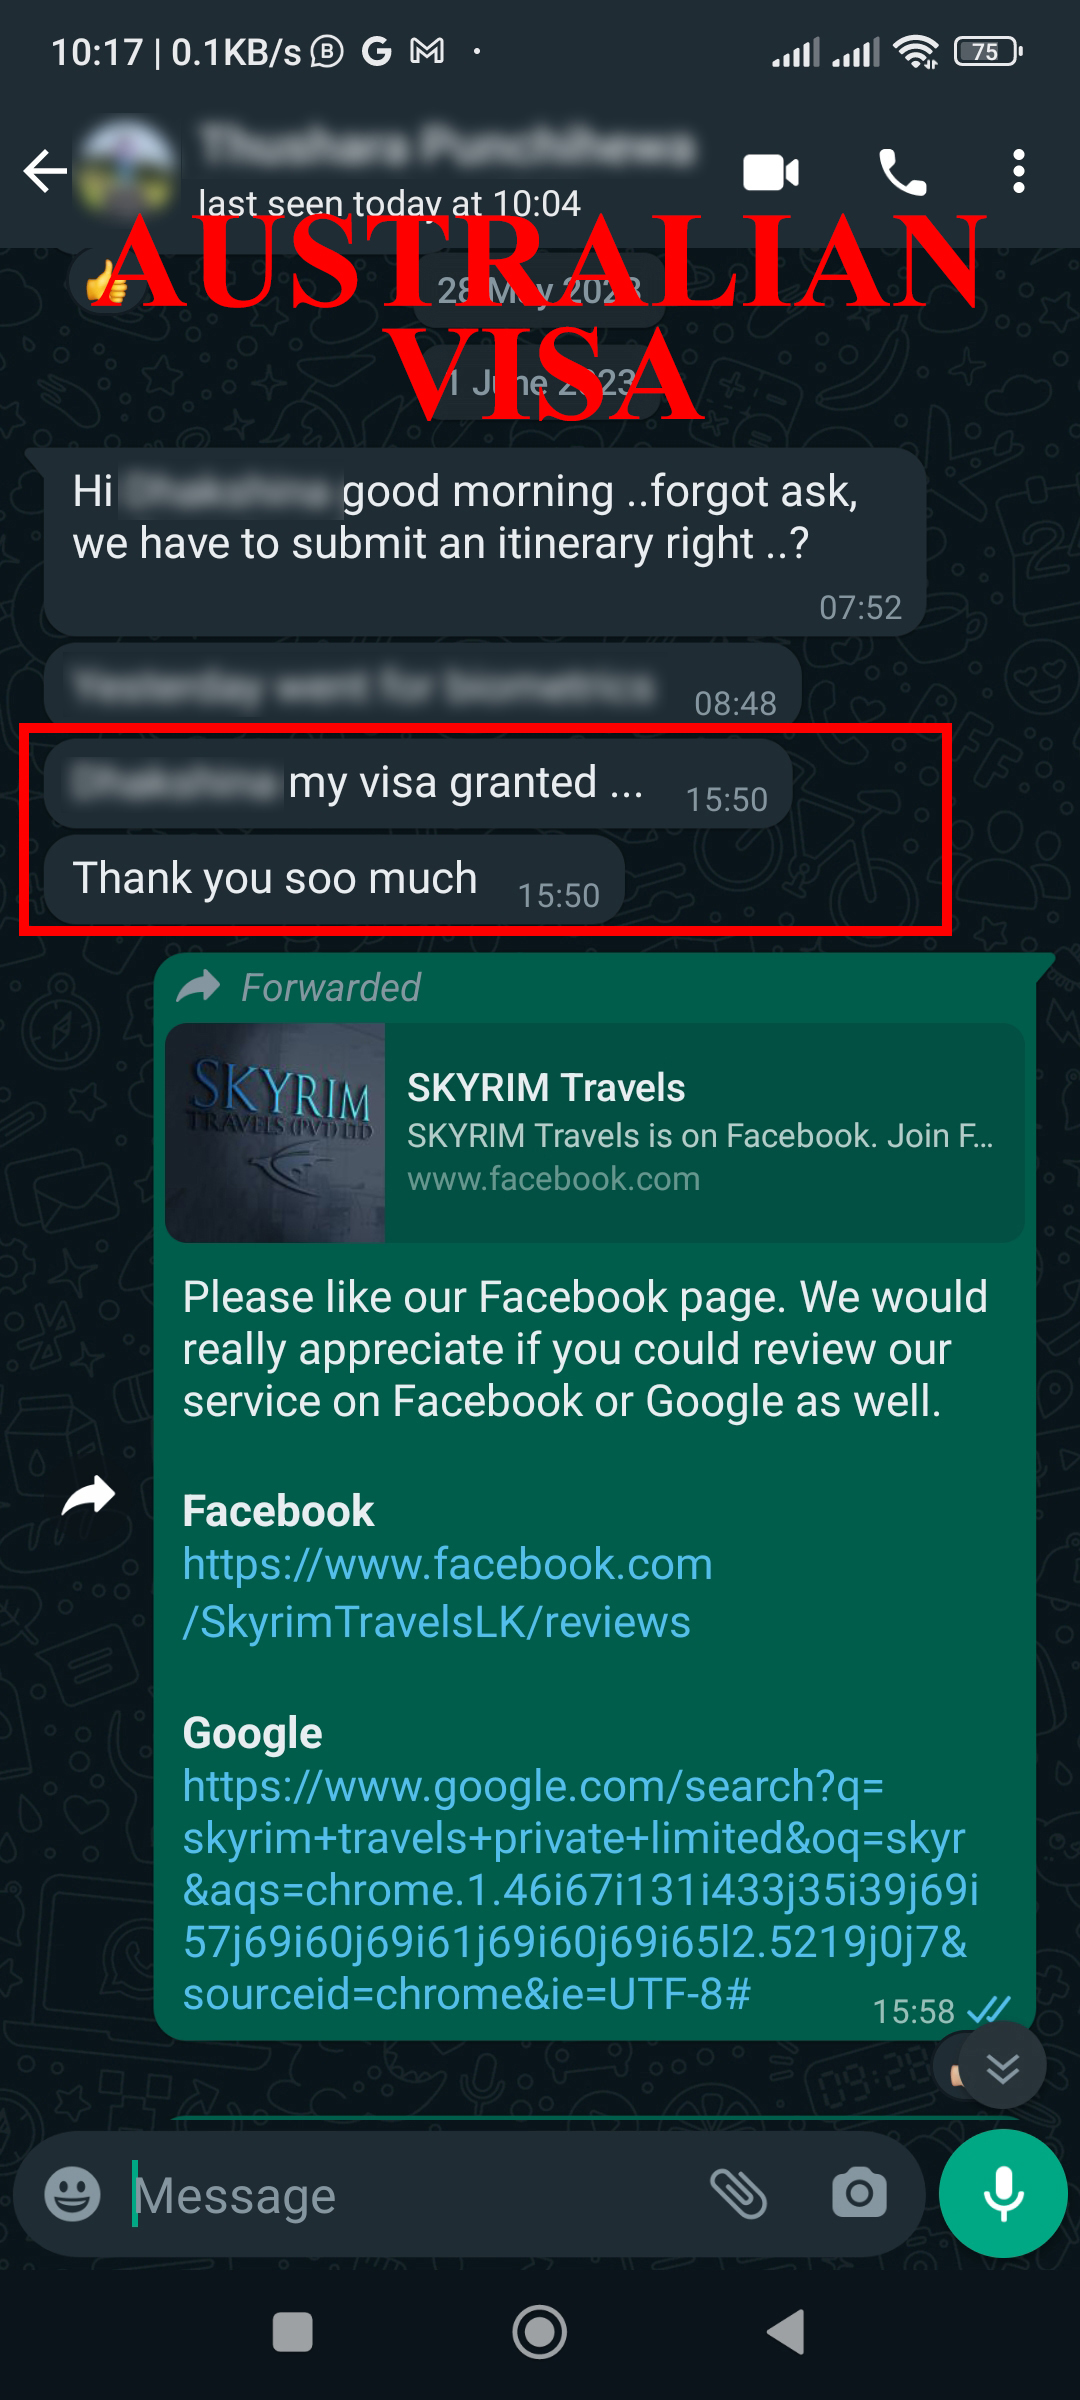 10:17 | 0.1KB/s
75
last seen today at 10:04
AUSTRALIAN
28 May 2023
VISA
1 June 2023
Hi good morning ..forgot ask,
we have to submit an itinerary right ..?
07:52
08:48
my visa granted ... 15:50
Thank you soo much 15:50
Forwarded
SKYRIM
TRAVELS (PVT) LTD
SKYRIM Travels
SKYRIM Travels is on Facebook. Join F...
www.facebook.com
Please like our Facebook page. We would
really appreciate if you could review our
service on Facebook or Google as well.
Facebook
https://www.facebook.com
/SkyrimTravelsLK/reviews
Google
https://www.google.com/search?q=
skyrim+travels+private+limited&oq=skyr
&aqs=chrome.1.46i67i131i433j35i39j69i
57j69i60j69i61j69i60j69i65l2.5219j0j7&
sourceid=chrome&ie=UTF-8#
15:58
Message